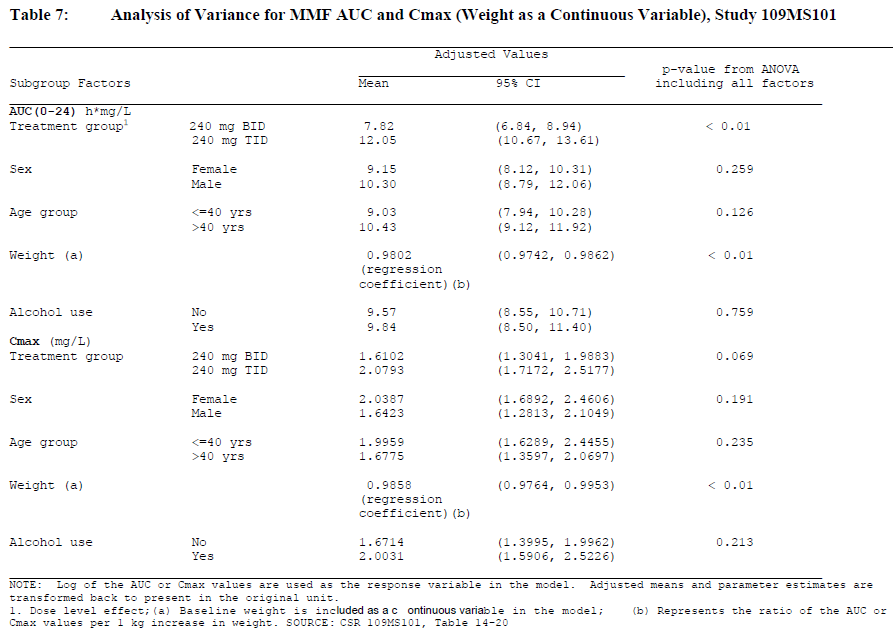 Table 7: Analysis of Variance for MMF AUC and Cmax (Weight as a Continuous Variable), Study 109MS101
Adjusted Values
p-value from ANOVA
Subgroup Factors Mean 95% CI including all factors
AUC(0-24) h*mg/L
Treatment group1 240 mg BID 7.82 (6.84, 8.94) < 0.01
240 mg TID 12.05 (10.67, 13.61)
Sex Female 9.15 (8.12, 10.31) 0.259
Male 10.30 (8.79, 12.06)
Age group <=40 yrs 9.03 (7.94, 10.28) 0.126
>40 yrs 10.43 (9.12, 11.92)
Weight (a) 0.9802 (0.9742, 0.9862) < 0.01
(regression
coefficient)(b)
Alcohol use No 9.57 (8.55, 10.71) 0.759
Yes 9.84 (8.50, 11.40)
Cmax (mg/L)
Treatment group 240 mg BID 1.6102 (1.3041, 1.9883) 0.069
240 mg TID 2.0793 (1.7172, 2.5177)
Sex Female 2.0387 (1.6892, 2.4606) 0.191
Male 1.6423 (1.2813, 2.1049)
Age group <=40 yrs 1.9959 (1.6289, 2.4455) 0.235
>40 yrs 1.6775 (1.3597, 2.0697)
Weight (a) 0.9858 (0.9764, 0.9953) < 0.01
(regression
coefficient)(b)
Alcohol use No 1.6714 (1.3995, 1.9962) 0.213
Yes 2.0031 (1.5906, 2.5226)
NOTE: Log of the AUC or Cmax values are used as the response variable in the model. Adjusted means and parameter estimates are
transformed back to present in the original unit.
1. Dose level effect;(a) Baseline weight is included as a c ontinuous variable in the model; (b) Represents the ratio of the AUC or
Cmax values per 1 kg increase in weight. SOURCE: CSR 109MS101, Table 14-20